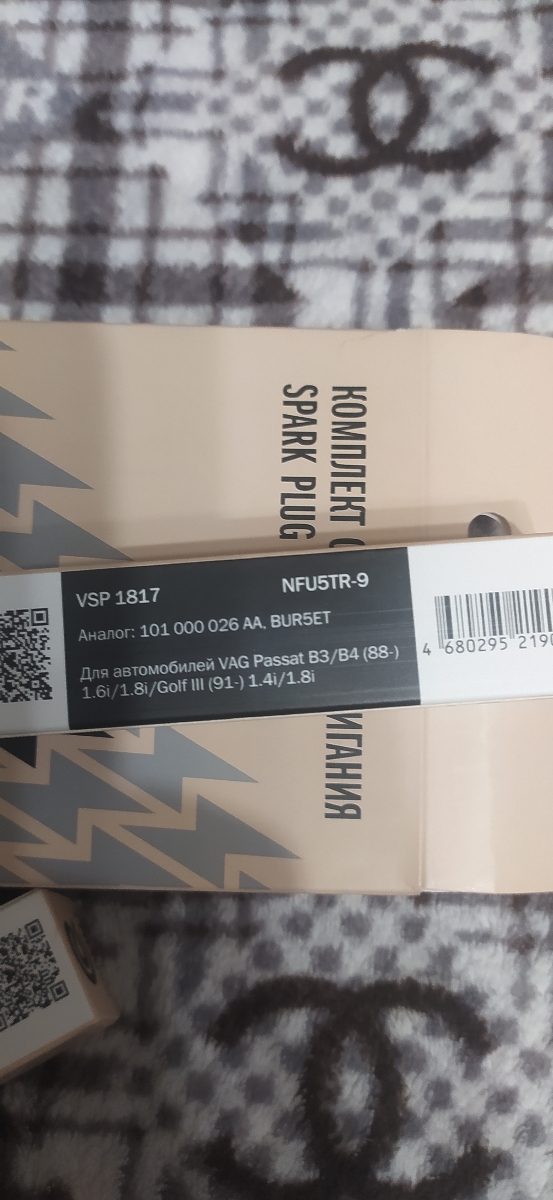 КОМПЛЕКТ
SPARK PLUG
ИГАНИЯ
VSP 1817
NFU5TR-9
Аналог: 101 000 026 AA, BUR5ET
Для автомобилей VAG Passat B3/B4 (88-)
1.6i/1.8i/Golf III (91-) 1.4i/1.8i
4 680295 2190